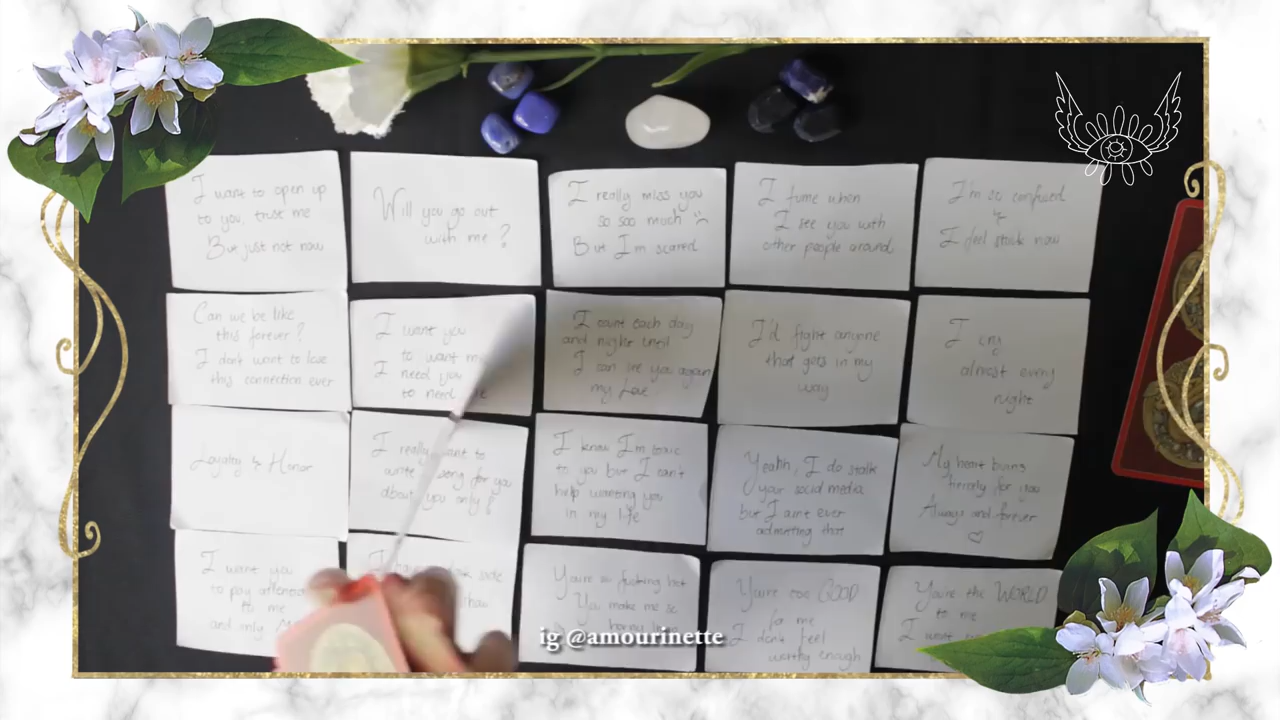 I want to open up
to you, trust me
But just not now
Will you go out
with me?
I really miss you
so soo much :(
But I'm scared
I fume when
I see you with
other people around
I'm so confused
&
I feel stuck now
Can we be like
this forever?
I don't want to lose
this connection ever
I want you
to want
I need you
to need
I count each day
and night until
I can see you again
my love
I'd fight anyone
that gets in my
way
I cry
almost every
night
Loyalty & Honor
I really want to
write song for you
about you only
I know I'm toxic
to you but I can't
help wanting you
in my life
Yeahh, I do stalk
your social media
but I aint ever
admitting that
My heart burns
fiercely for you
Always and forever
♡
I want you
to pay
to me
and only
I
side
You're so fucking hot
You make me so
horny
You're too GOOD
for me
I don't feel
worthy enough
You're the WORLD
to me
I
ig @amourinette